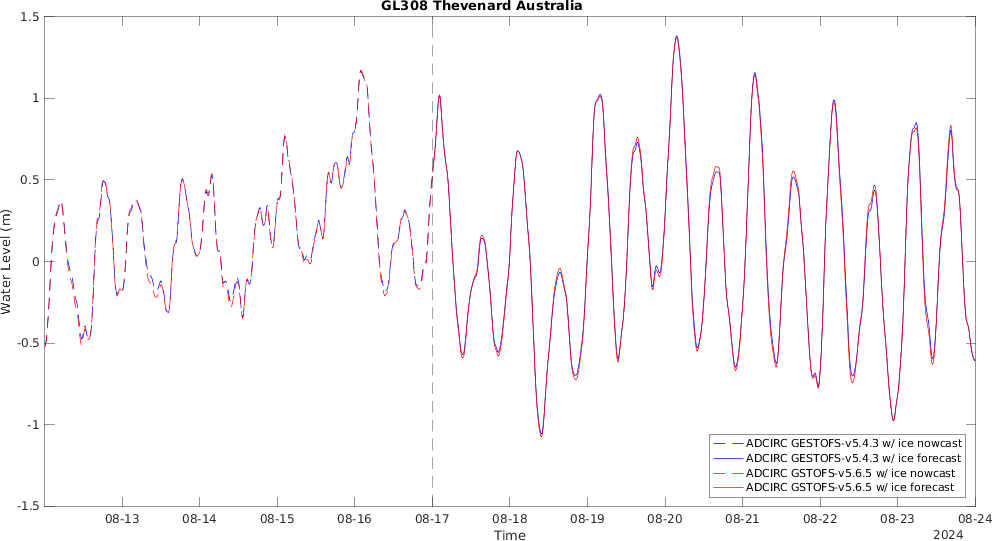 GL308 Thevenard Australia
1.5
1
0.5
0
-0.5
-1
-1.5
Water Level (m)
ADCIRC GESTOFS-v5.4.3 w/ ice nowcast
ADCIRC GESTOFS-v5.4.3 w/ ice forecast
ADCIRC GSTOFS-v5.6.5 w/ ice nowcast
ADCIRC GSTOFS-v5.6.5 w/ ice forecast
08-13 08-14 08-15 08-16 08-17 08-18 08-19 08-20 08-21 08-22 08-23 08-24
Time
2024